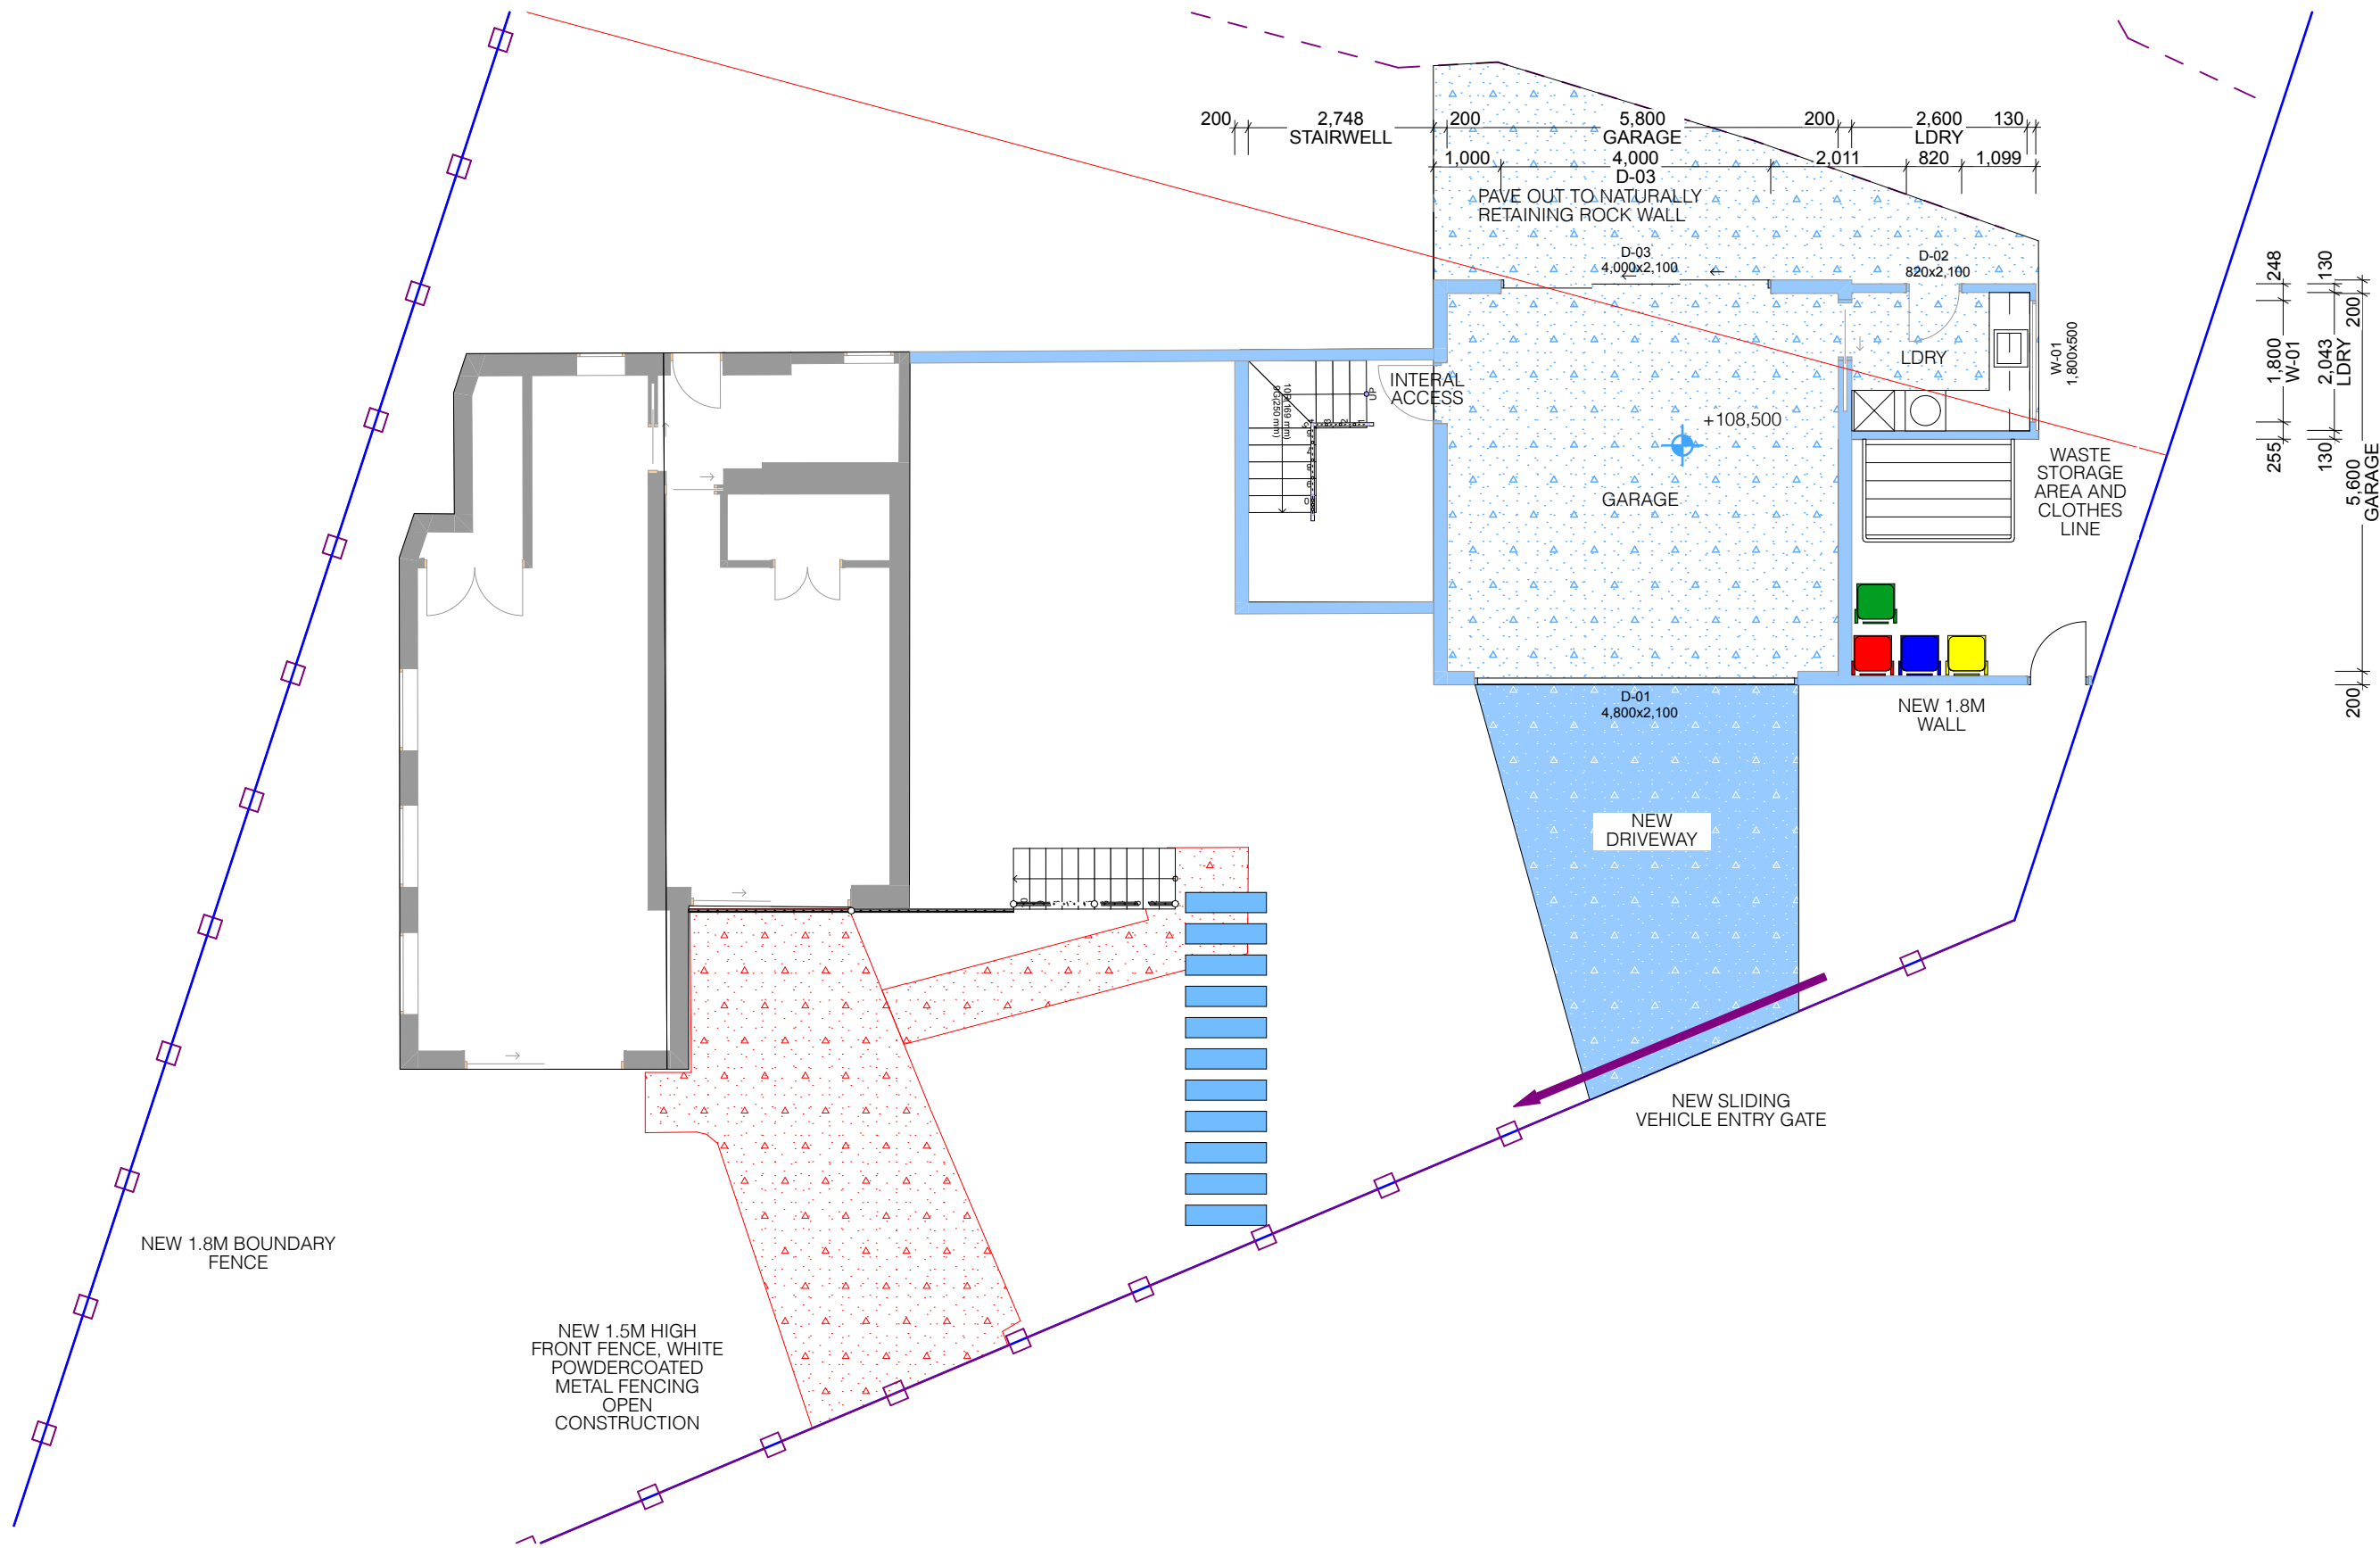 200
2,748
STAIRWELL
200
5,800
GARAGE
200
2,600
LDRY
130
1,000
4,000
D-03
2,011
820
1,099
PAVE OUT TO NATURALLY
RETAINING ROCK WALL
D-03
4,000x2,100
D-02
820x2,100
248
1,800
W-01
255
130
2,043
LDRY
130
200
5,600
GARAGE
200
W-01
1,800x500
LDRY
INTERAL
ACCESS
UP
+108,500
GARAGE
WASTE
STORAGE
AREA AND
CLOTHES
LINE
D-01
4,800x2,100
NEW 1.8M
WALL
NEW
DRIVEWAY
NEW SLIDING
VEHICLE ENTRY GATE
NEW 1.8M BOUNDARY
FENCE
NEW 1.5M HIGH
FRONT FENCE, WHITE
POWDERCOATED
METAL FENCING
OPEN
CONSTRUCTION